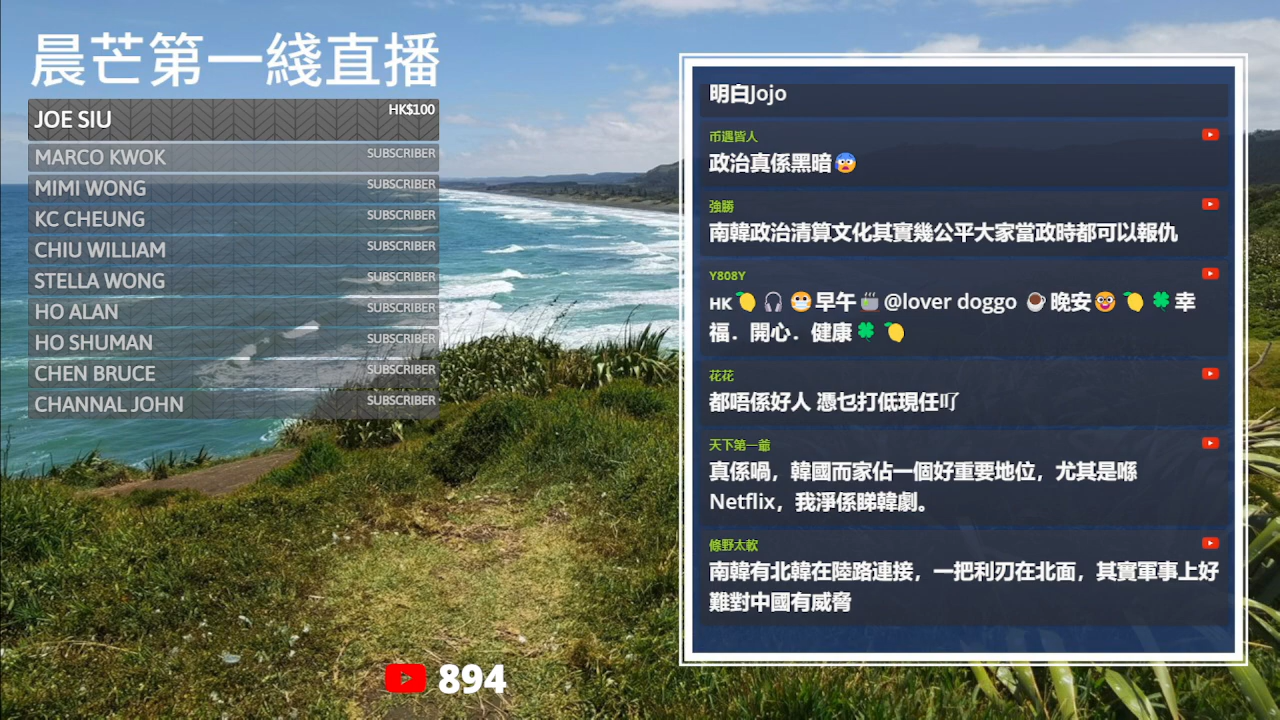 晨芒第一綫直播
JOE SIU HK$100
MARCO KWOK SUBSCRIBER
MIMI WONG SUBSCRIBER
KC CHEUNG SUBSCRIBER
CHIU WILLIAM SUBSCRIBER
STELLA WONG SUBSCRIBER
HO ALAN SUBSCRIBER
HO SHUMAN SUBSCRIBER
CHEN BRUCE SUBSCRIBER
CHANNAL JOHN SUBSCRIBER
894
明白Jojo
币遇皆人
政治真係黑暗😰
強勝
南韓政治清算文化其實幾公平大家當政時都可以報仇
Y808Y
HK🍋🎧😷早午🍵@lover doggo ☕晚安🤡🍋🍀幸
福．開心．健康🍀🍋
花花
都唔係好人 憑乜打低現任吖
天下第一爺
真係喎，韓國而家佔一個好重要地位，尤其是喺
Netflix，我淨係睇韓劇。
條野太軟
南韓有北韓在陸路連接，一把利刃在北面，其實軍事上好
難對中國有威脅